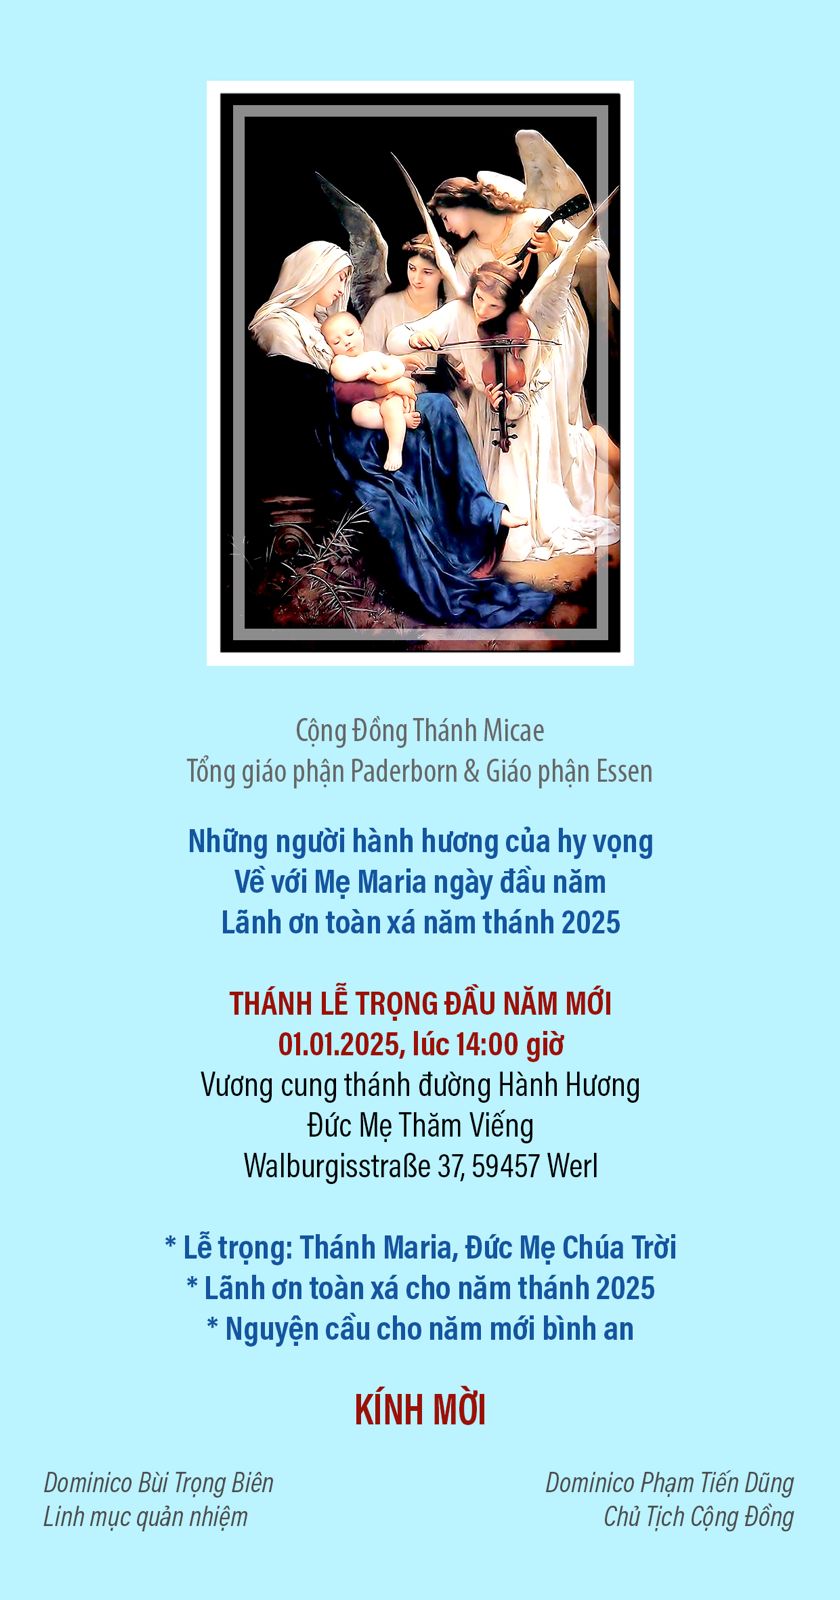 Cộng Đồng Thánh Micae
Tổng giáo phận Paderborn & Giáo phận Essen
Những người hành hương của hy vọng
Về với Mẹ Maria ngày đầu năm
Lãnh ơn toàn xá năm thánh 2025
THÁNH LỄ TRỌNG ĐẦU NĂM MỚI
01.01.2025, lúc 14:00 giờ
Vương cung thánh đường Hành Hương
Đức Mẹ Thăm Viếng
Walburgisstraße 37, 59457 Werl
* Lễ trọng: Thánh Maria, Đức Mẹ Chúa Trời
* Lãnh ơn toàn xá cho năm thánh 2025
* Nguyện cầu cho năm mới bình an
KÍNH MỜI
Dominico Bùi Trọng Biên
Linh mục quản nhiệm
Dominico Phạm Tiến Dũng
Chủ Tịch Cộng Đồng